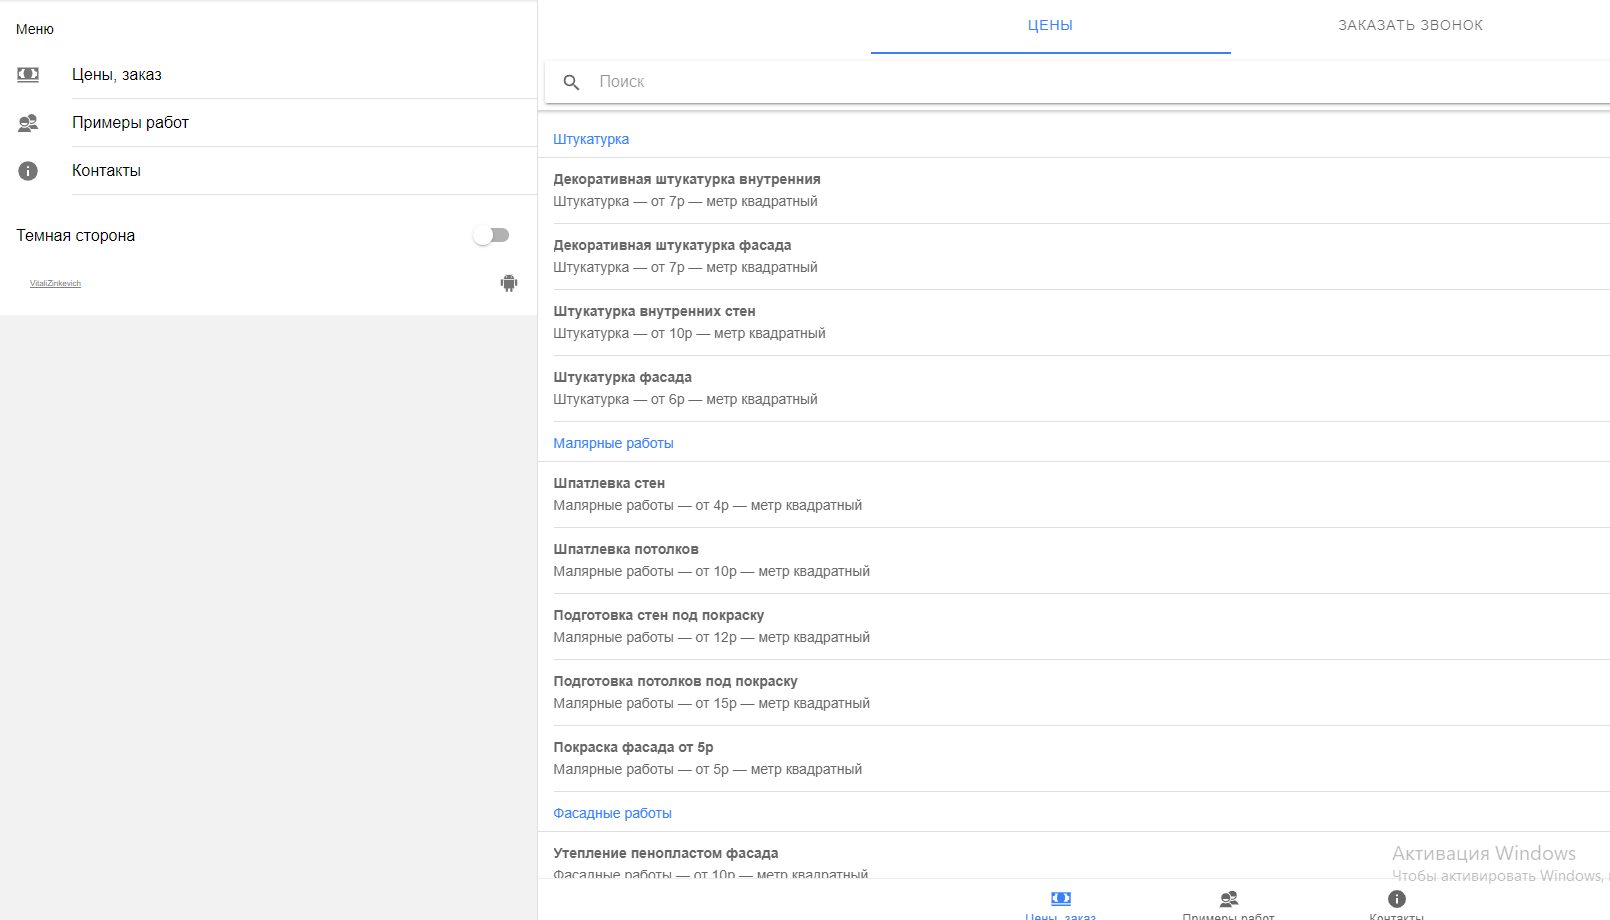 Меню
Цены, заказ
Примеры работ
Контакты
Темная сторона
VitaliZinkevich
ЦЕНЫ
ЗАКАЗАТЬ ЗВОНОК
Поиск
Штукатурка
Декоративная штукатурка внутренняя
Штукатурка — от 7р — метр квадратный
Декоративная штукатурка фасада
Штукатурка — от 7р — метр квадратный
Штукатурка внутренних стен
Штукатурка — от 10р — метр квадратный
Штукатурка фасада
Штукатурка — от 6р — метр квадратный
Малярные работы
Шпатлевка стен
Малярные работы — от 4р — метр квадратный
Шпатлевка потолков
Малярные работы — от 10р — метр квадратный
Подготовка стен под покраску
Малярные работы — от 12р — метр квадратный
Подготовка потолков под покраску
Малярные работы — от 15р — метр квадратный
Покраска фасада от 5р
Малярные работы — от 5р — метр квадратный
Фасадные работы
Утепление пенопластом фасада
Фасадные работы — от 10р — метр квадратный
Активация Windows
Чтобы активировать Windows,
Цены, заказ
Примеры работ
Контакты